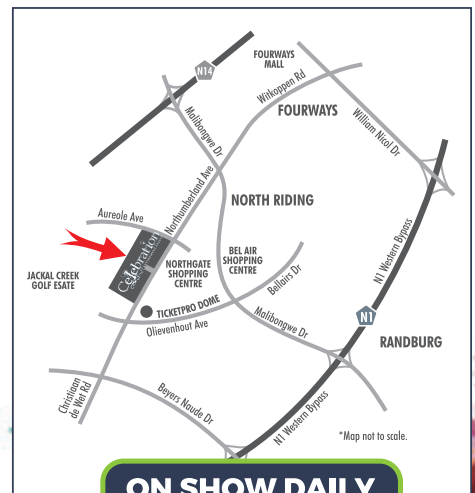 FOURWAYS
MALL
N14
Witkoppen Rd
FOURWAYS
Malibongwe Dr
William Nicol Dr
Northumberland Ave
NORTH RIDING
Aureole Ave
N1 Western Bypass
Celebration
NORTHGATE
SHOPPING
CENTRE
BEL AIR
SHOPPING
CENTRE
JACKAL CREEK
GOLF ESATE
Bellairs Dr
TICKETPRO DOME
Olievenhout Ave
Malibongwe Dr
N1
RANDBURG
Christiaan
de Wet Rd
Beyers Naude Dr
N1 Western Bypass
*Map not to scale.
ON SHOW DAILY